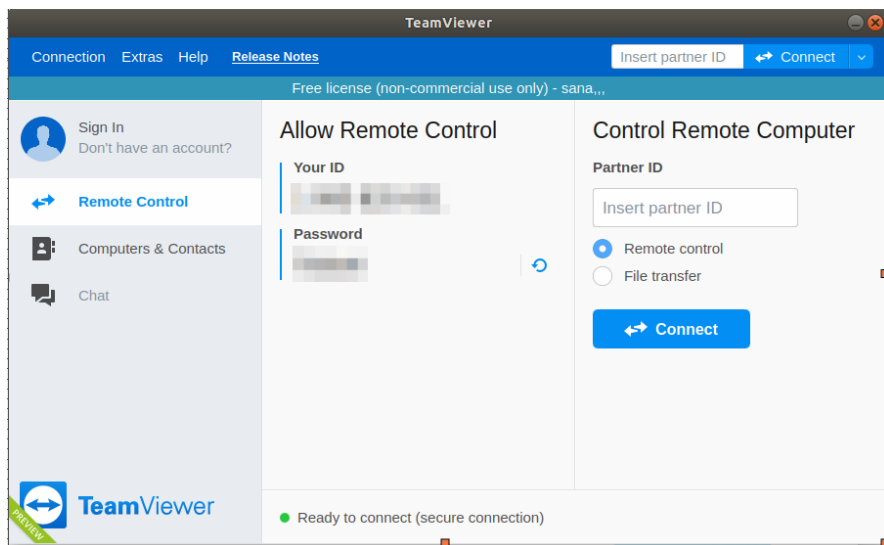 TeamViewer
Connection Extras Help Release Notes Insert partner ID Connect
Free license (non-commercial use only) - sana,,,
Sign In
Don't have an account?
Remote Control
Computers & Contacts
Chat
Allow Remote Control
Your ID
Password
Control Remote Computer
Partner ID
Insert partner ID
Remote control
File transfer
Connect
TeamViewer
PREVIEW
Ready to connect (secure connection)